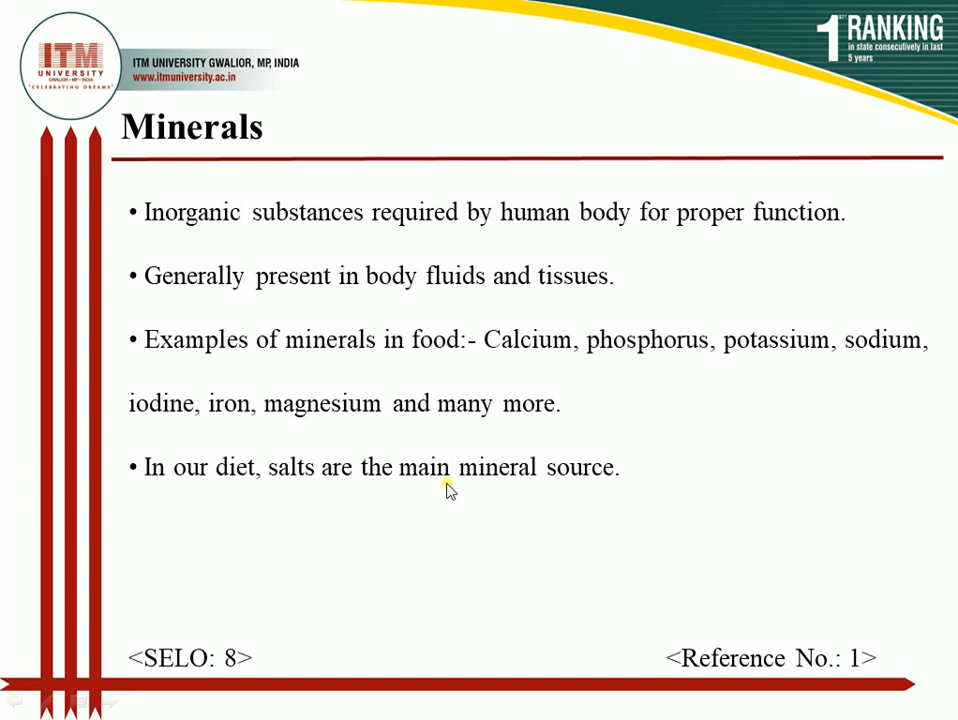 ITM
UNIVERSITY
GWALIOR • MP • INDIA
"CELEBRATING DREAMS"
ITM UNIVERSITY GWALIOR, MP, INDIA
www.itmuniversity.ac.in
1ST RANKING
in state consecutively in last
5 years
Minerals
• Inorganic substances required by human body for proper function.
• Generally present in body fluids and tissues.
• Examples of minerals in food:- Calcium, phosphorus, potassium, sodium,
iodine, iron, magnesium and many more.
• In our diet, salts are the main mineral source.
<SELO: 8>
<Reference No.: 1>